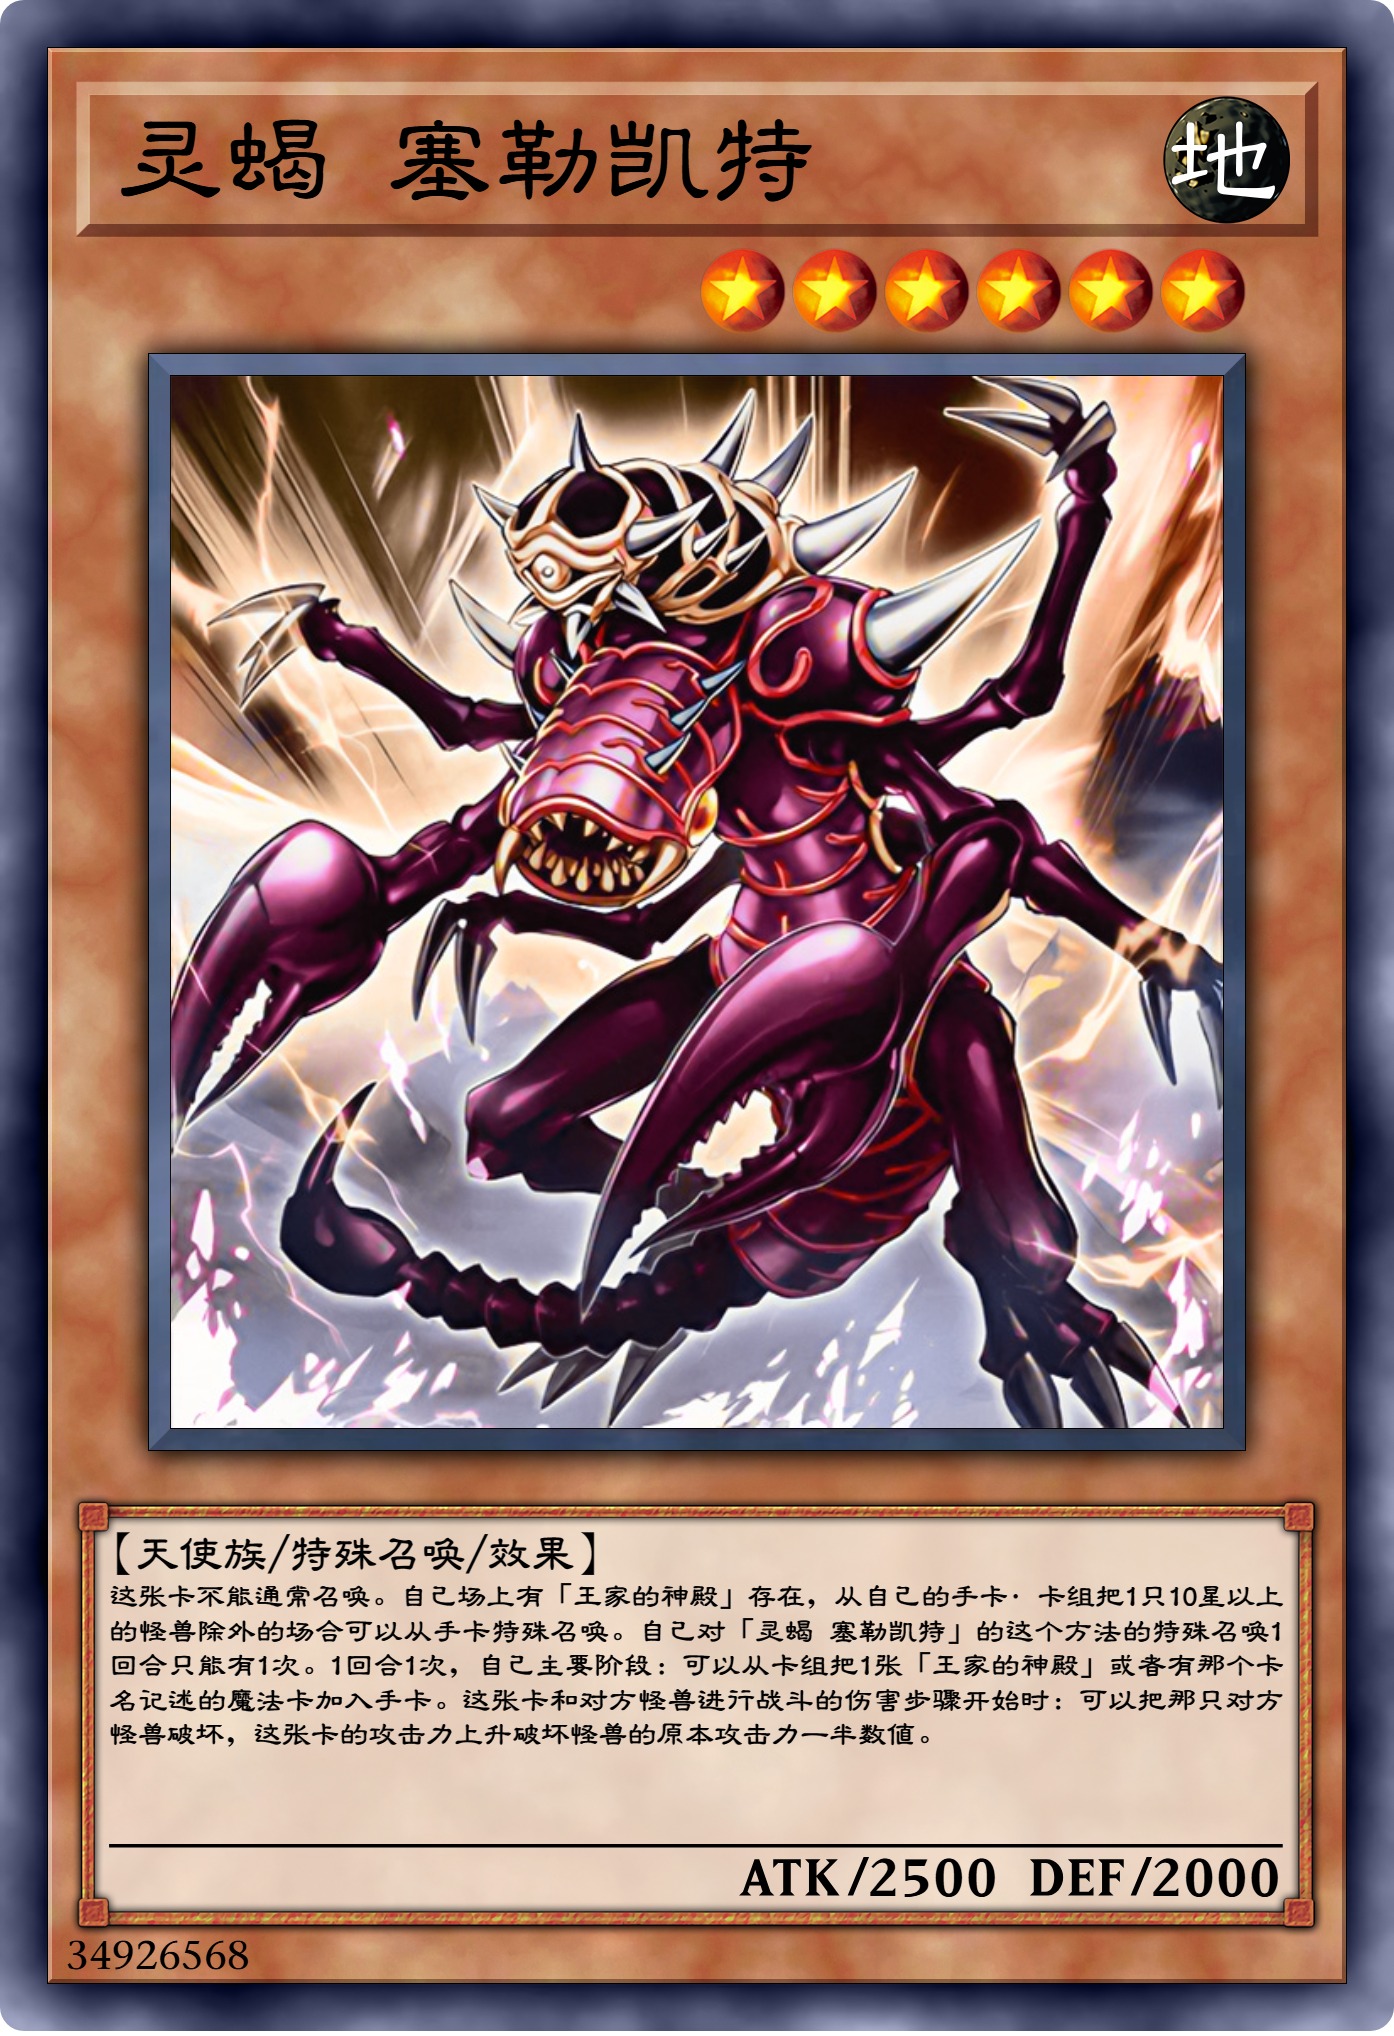 灵蝎 塞勒凯特
地
【天使族/特殊召唤/效果】
这张卡不能通常召唤。自己场上有「王家的神殿」存在，从自己的手卡·卡组把1只10星以上
的怪兽除外的场合可以从手卡特殊召唤。自己对「灵蝎 塞勒凯特」的这个方法的特殊召唤1
回合只能有1次。1回合1次，自己主要阶段：可以从卡组把1张「王家的神殿」或者有那个卡
名记述的魔法卡加入手卡。这张卡和对方怪兽进行战斗的伤害步骤开始时：可以把那只对方
怪兽破坏，这张卡的攻击力上升破坏怪兽的原本攻击力一半数值。
ATK/2500 DEF/2000
34926568